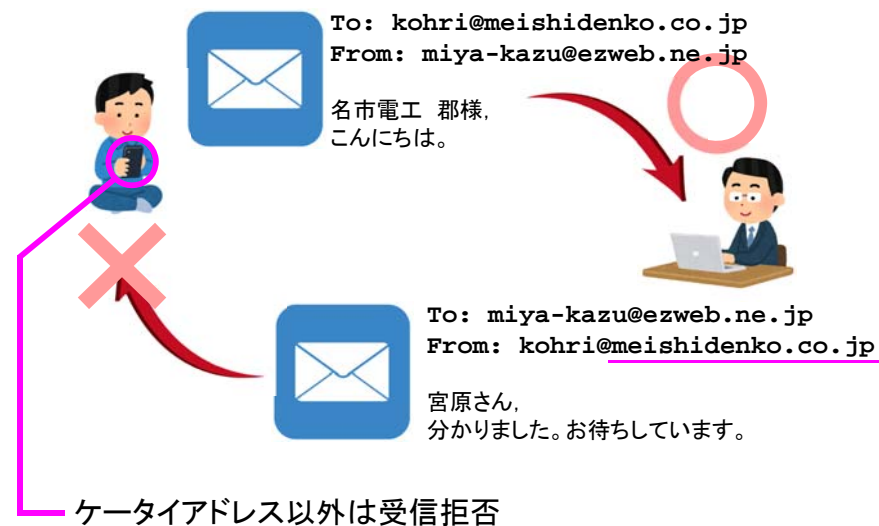 To: kohri@meishidenko.co.jp
From: miya-kazu@ezweb.ne.jp
名市電工　郡様,
こんにちは。
To: miya-kazu@ezweb.ne.jp
From: kohri@meishidenko.co.jp
宮原さん,
分かりました。お待ちしています。
ケータイアドレス以外は受信拒否